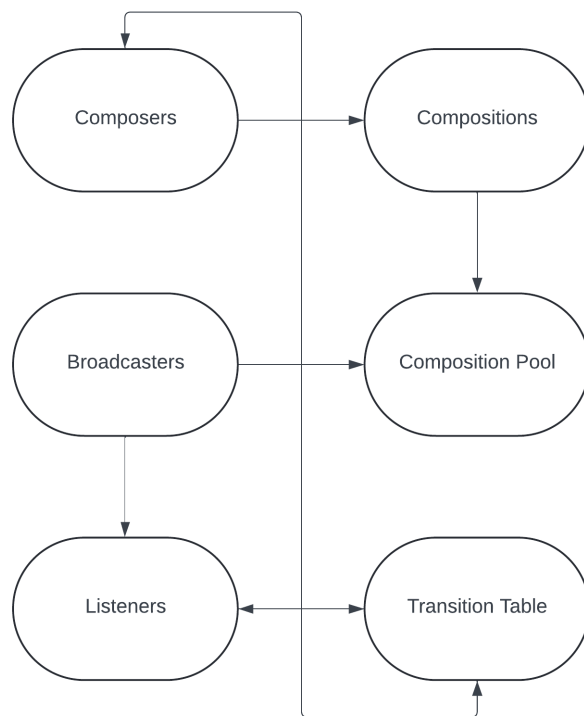 Composers
Compositions
Broadcasters
Composition Pool
Listeners
Transition Table